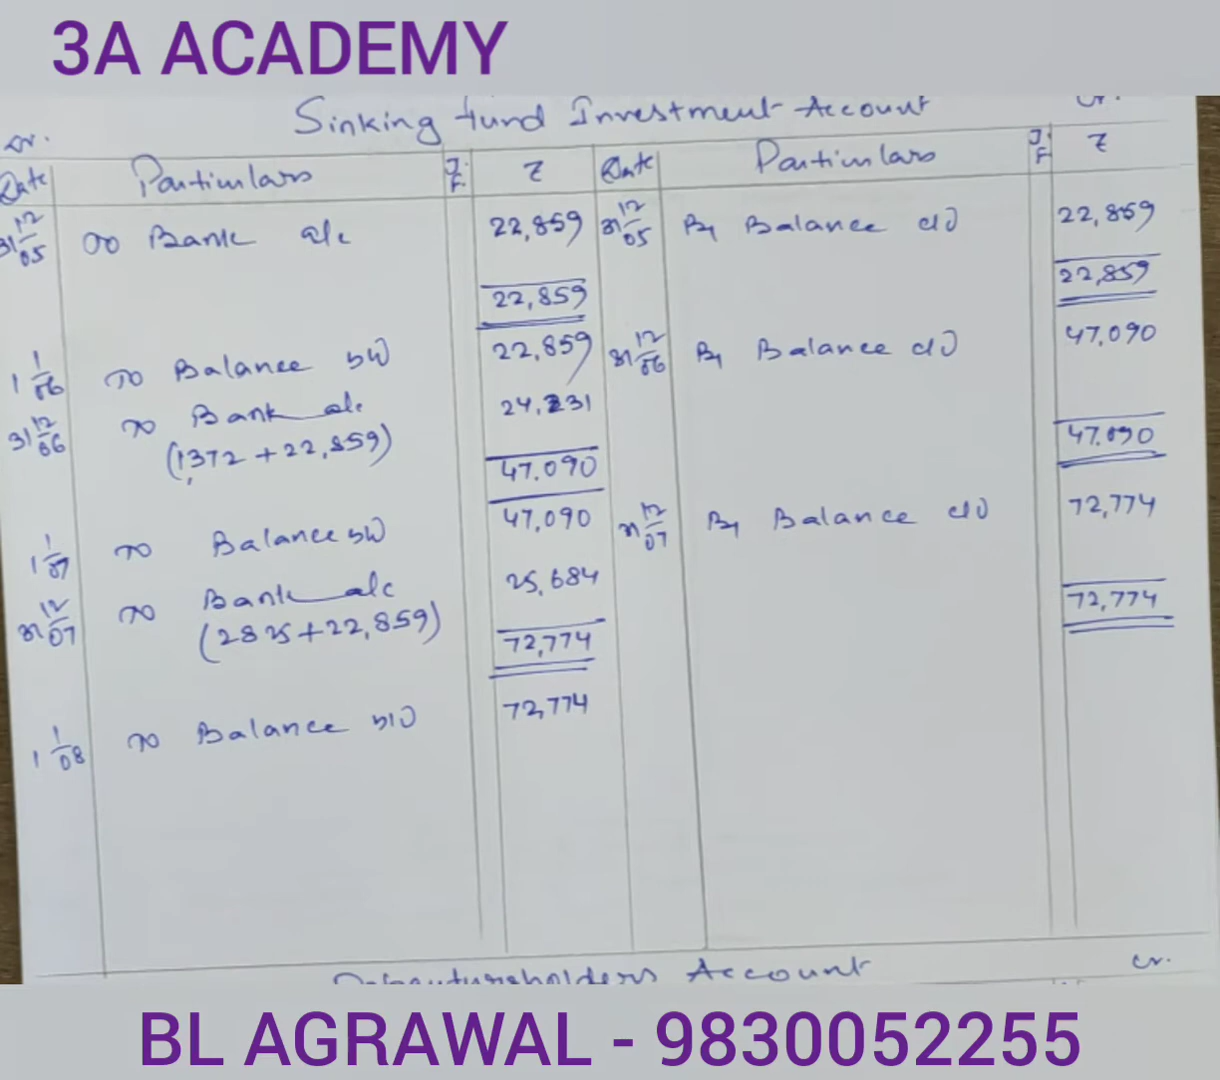 3A ACADEMY
Sinking fund Investment Account
Dr. Cr.
Date Particulars J.F. ₹ Date Particulars J.F. ₹
31 12/05 To Bank a/c 22,859 31 12/05 By Balance c/d 22,859
22,859 22,859
1 1/06 To Balance b/d 22,859 31 12/06 By Balance c/d 47,090
31 12/06 To Bank a/c 24,231
(1,372 + 22,859)
47,090 47,090
1 1/07 To Balance b/d 47,090 31 12/07 By Balance c/d 72,774
31 12/07 To Bank a/c 25,684
(2825 + 22,859)
72,774 72,774
1 1/08 To Balance b/d 72,774
Debentureholders Account Cr.
BL AGRAWAL - 9830052255